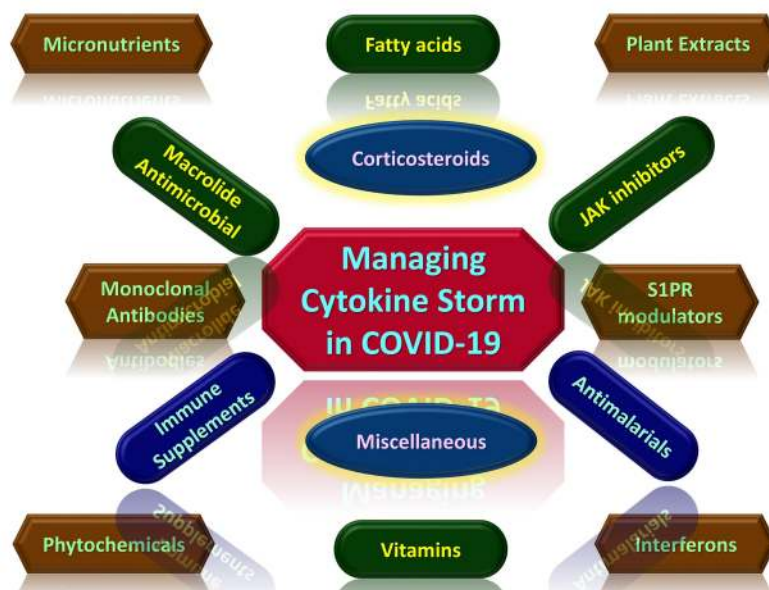 Micronutrients
Fatty acids
Plant Extracts
Corticosteroids
Macrolide
Antimicrobial
JAK inhibitors
Managing
Cytokine Storm
in COVID-19
Monoclonal
Antibodies
S1PR
modulators
Immune
Supplements
Miscellaneous
Antimalarials
Phytochemicals
Vitamins
Interferons